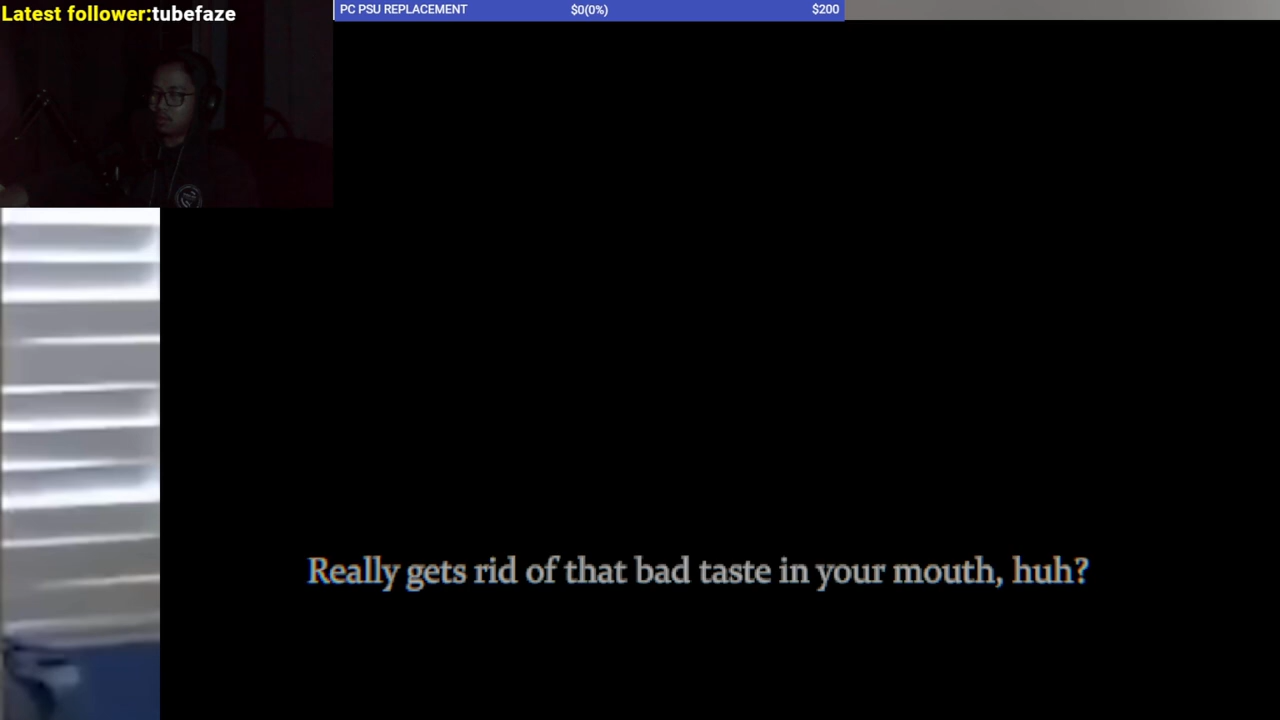 Latest follower:tubefaze
PC PSU REPLACEMENT $0(0%) $200
Really gets rid of that bad taste in your mouth, huh?